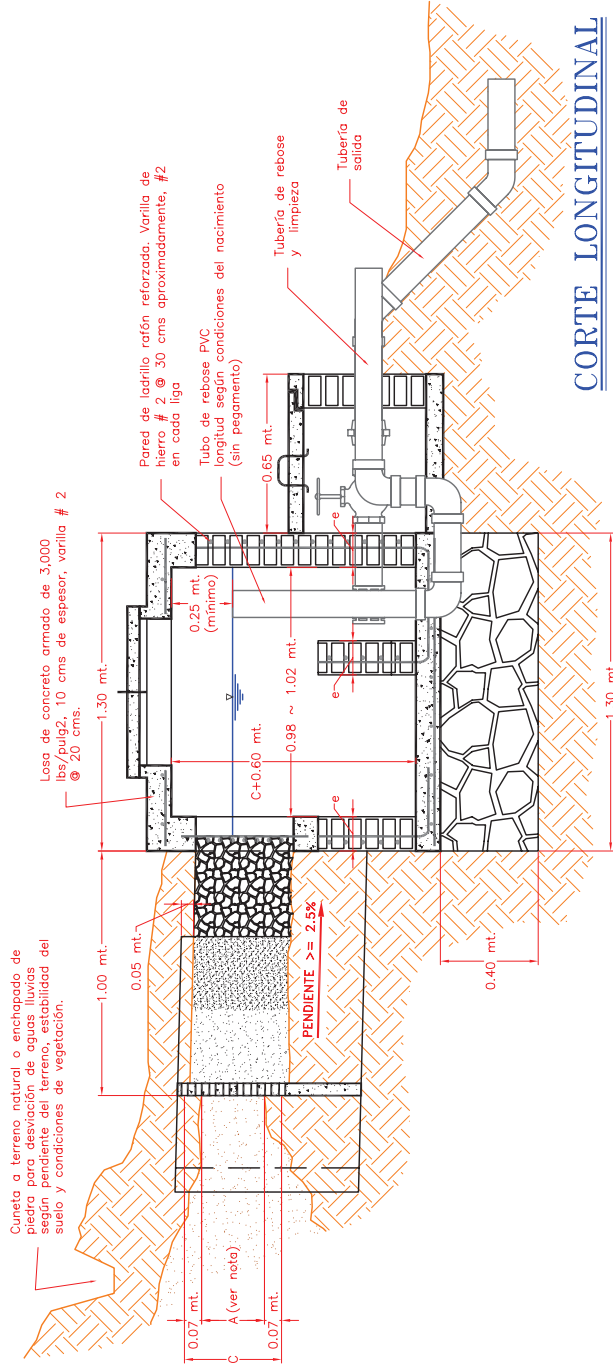 Cuneta a terreno natural o enchapado de
piedra para desviación de aguas lluvias
según pendiente del terreno, estabilidad del
suelo y condiciones de vegetación.
Losa de concreto armado de 3,000
lbs/pulg2, 10 cms de espesor, varilla # 2
@ 20 cms.
Pared de ladrillo rafón reforzada. Varilla de
hierro # 2 @ 30 cms aproximadamente, #2
en cada liga
Tubo de rebose PVC
longitud según condiciones del nacimiento
(sin pegamento)
Tubería de rebose
y limpieza
Tubería de
salida
1.00 mt.
1.30 mt.
0.65 mt.
0.05 mt.
0.25 mt.
(mínimo)
C+0.60 mt.
0.98 ~ 1.02 mt.
e
e
e
PENDIENTE >= 2.5%
0.07 mt.
A (ver nota)
0.07 mt.
C
0.40 mt.
1.30 mt.
CORTE LONGITUDINAL